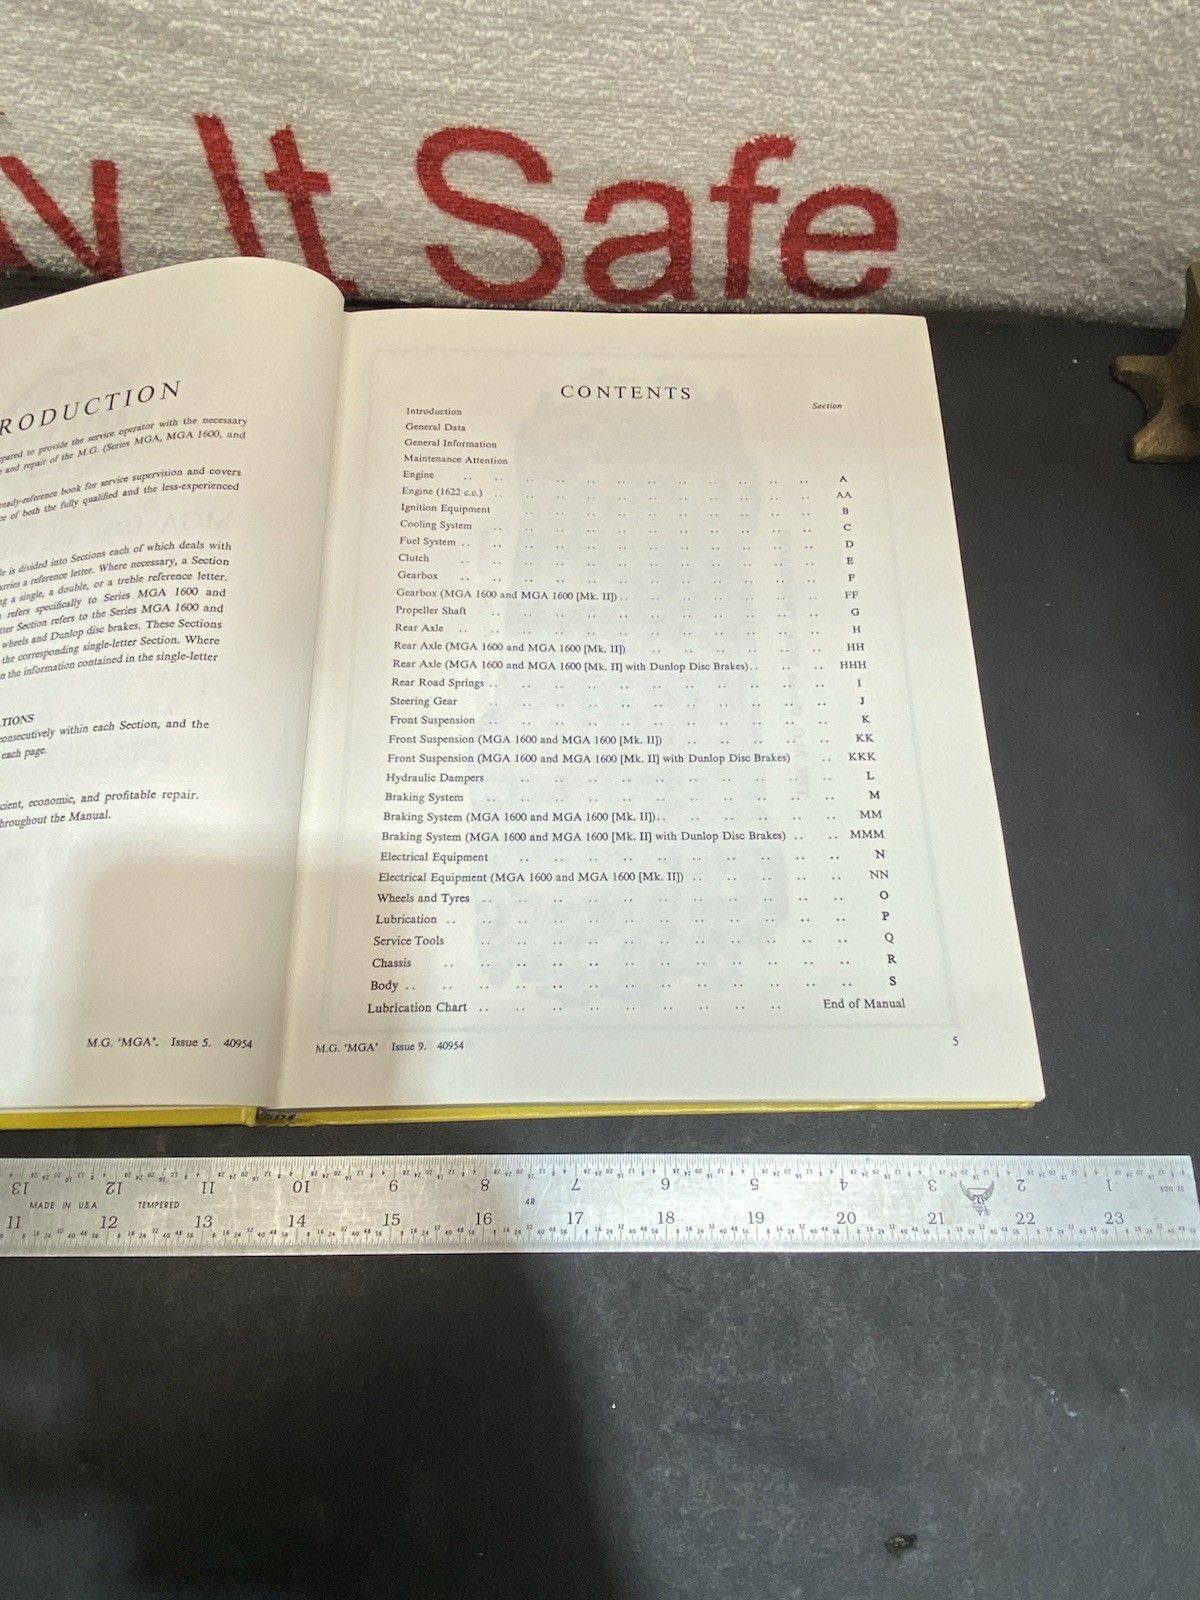 It Safe
RODUCTION
pared to provide the service operator with the necessary
and repair of the M.G. (Series MGA, MGA 1600, and
ready-reference book for service supervision and covers
of both the fully qualified and the less-experienced
is divided into Sections each of which deals with
carries a reference letter. Where necessary, a Section
a single, a double, or a treble reference letter.
refers specifically to Series MGA 1600 and
Section refers to the Series MGA 1600 and
wheels and Dunlop disc brakes. These Sections
the corresponding single-letter Section. Where
the information contained in the single-letter
TIONS
consecutively within each Section, and the
each page.
cient, economic, and profitable repair.
throughout the Manual.
M.G. 'MGA'. Issue 5. 40954
CONTENTS
Section
Introduction
General Data
General Information
Maintenance Attention
Engine A
Engine (1622 c.c.) AA
Ignition Equipment B
Cooling System C
Fuel System D
Clutch E
Gearbox F
Gearbox (MGA 1600 and MGA 1600 [Mk. II]) FF
Propeller Shaft G
Rear Axle H
Rear Axle (MGA 1600 and MGA 1600 [Mk. II]) HH
Rear Axle (MGA 1600 and MGA 1600 [Mk. II] with Dunlop Disc Brakes) HHH
Rear Road Springs I
Steering Gear J
Front Suspension K
Front Suspension (MGA 1600 and MGA 1600 [Mk. II]) KK
Front Suspension (MGA 1600 and MGA 1600 [Mk. II] with Dunlop Disc Brakes) KKK
Hydraulic Dampers L
Braking System M
Braking System (MGA 1600 and MGA 1600 [Mk. II]) MM
Braking System (MGA 1600 and MGA 1600 [Mk. II] with Dunlop Disc Brakes) MMM
Electrical Equipment N
Electrical Equipment (MGA 1600 and MGA 1600 [Mk. II]) NN
Wheels and Tyres O
Lubrication P
Service Tools Q
Chassis R
Body S
Lubrication Chart End of Manual
M.G. 'MGA' Issue 9. 40954
5
13 12 11 10 9 8 7 6 5 4 3 2 1
MADE IN U.S.A. TEMPERED 4R
11 12 13 14 15 16 17 18 19 20 21 22 23